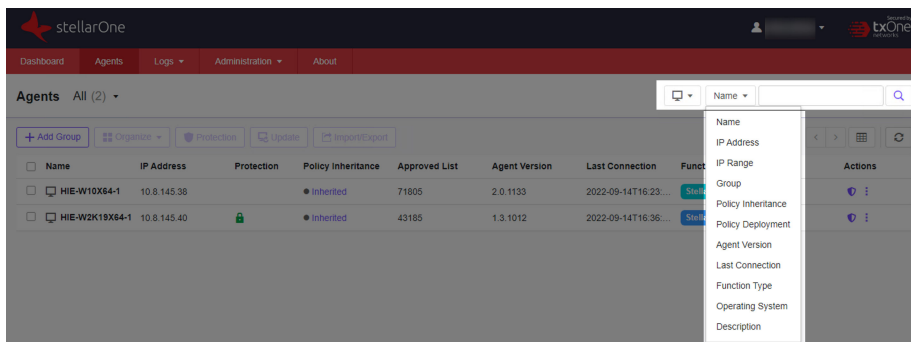 stellarOne
Secured by
txOne
networks
Dashboard Agents Logs Administration About
Agents All (2)
Name
+ Add Group Organize Protection Update Import/Export
Name IP Address Protection Policy Inheritance Approved List Agent Version Last Connection Funct Actions
HIE-W10X64-1 10.8.145.38 Inherited 71805 2.0.1133 2022-09-14T16:23:... Stella
HIE-W2K19X64-1 10.8.145.40 Inherited 43185 1.3.1012 2022-09-14T16:36:... Stella
Name
IP Address
IP Range
Group
Policy Inheritance
Policy Deployment
Agent Version
Last Connection
Function Type
Operating System
Description